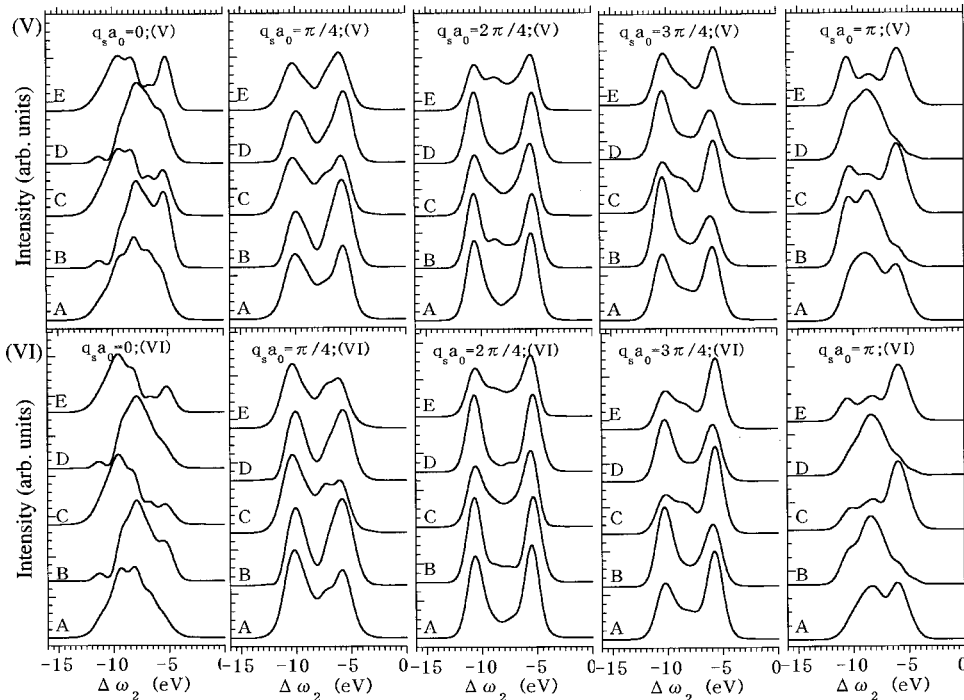 (V)
q_s a_0=0;(V) q_s a_0=π/4;(V) q_s a_0=2π/4;(V) q_s a_0=3π/4;(V) q_s a_0=π;(V)
Intensity (arb. units)
E E E E E
D D D D D
C C C C C
B B B B B
A A A A A
(VI)
q_s a_0=0;(VI) q_s a_0=π/4;(VI) q_s a_0=2π/4;(VI) q_s a_0=3π/4;(VI) q_s a_0=π;(VI)
Intensity (arb. units)
E E E E E
D D D D D
C C C C C
B B B B B
A A A A A
-15 -10 -5 0 -10 -5 0 -10 -5 0 -10 -5 0 -15 -10 -5 0
Δω_2 (eV) Δω_2 (eV) Δω_2 (eV) Δω_2 (eV) Δω_2 (eV)